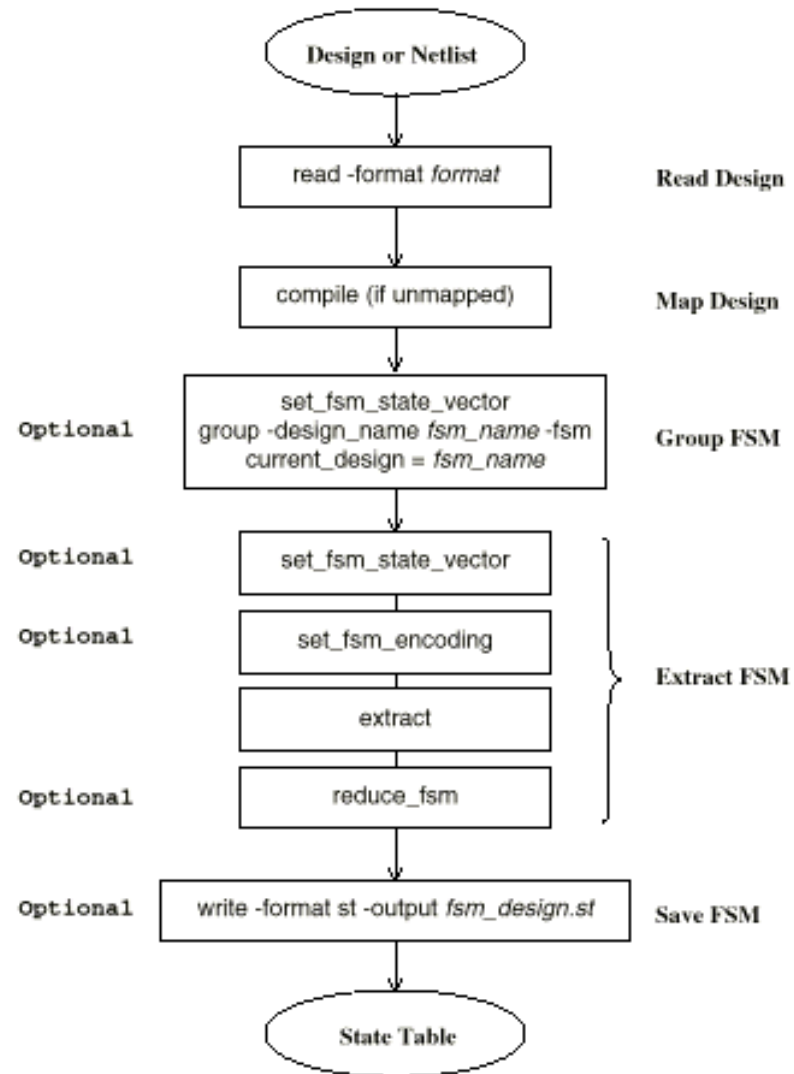 Design or Netlist
read -format format
Read Design
compile (if unmapped)
Map Design
Optional
set_fsm_state_vector
group -design_name fsm_name -fsm
current_design = fsm_name
Group FSM
Optional
set_fsm_state_vector
Optional
set_fsm_encoding
extract
Extract FSM
Optional
reduce_fsm
Optional
write -format st -output fsm_design.st
Save FSM
State Table